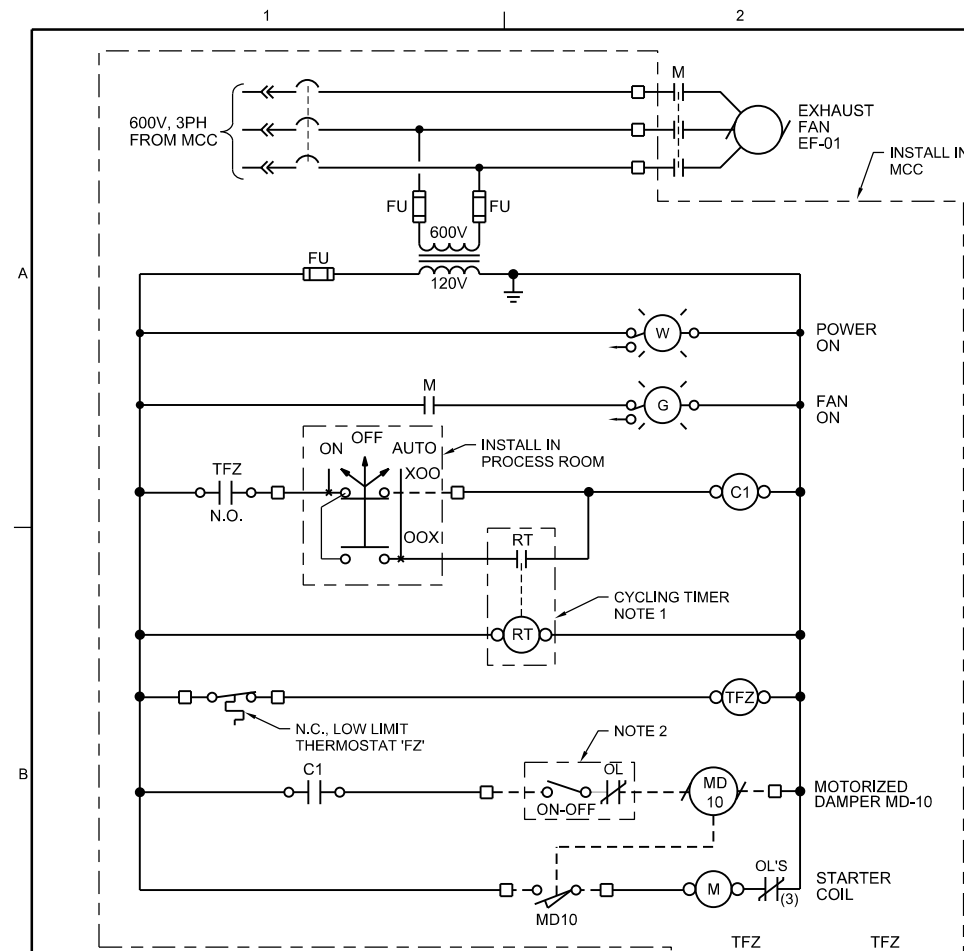 1
2
M
600V, 3PH
FROM MCC
EXHAUST
FAN
EF-01
INSTALL IN
MCC
FU
FU
600V
FU
120V
A
W
POWER
ON
M
G
FAN
ON
ON
OFF
AUTO
INSTALL IN
PROCESS ROOM
XOO
TFZ
N.O.
C1
OOX
RT
CYCLING TIMER
NOTE 1
RT
TFZ
N.C., LOW LIMIT
THERMOSTAT 'FZ'
NOTE 2
B
C1
OL
ON-OFF
MD
10
MOTORIZED
DAMPER MD-10
MD10
M
OL'S
(3)
STARTER
COIL
TFZ
TFZ